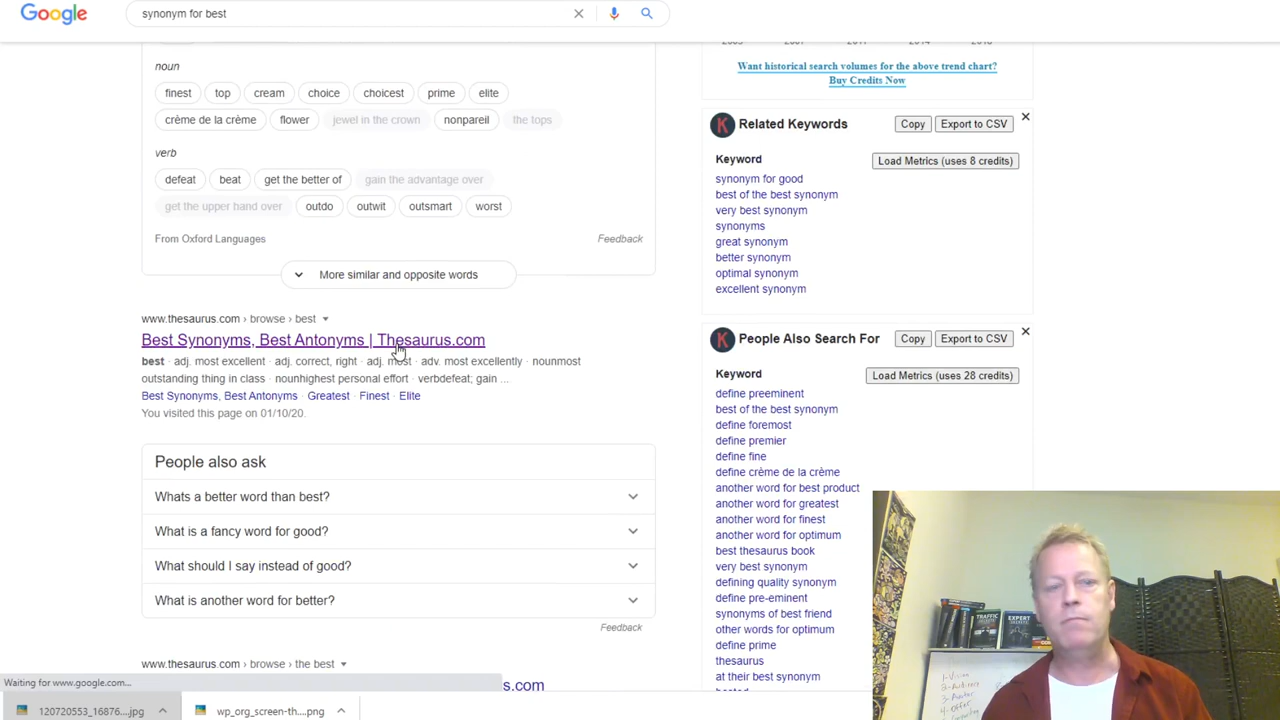 Google
synonym for best
noun
finest top cream choice choicest prime elite
crème de la crème flower jewel in the crown nonpareil the tops
verb
defeat beat get the better of gain the advantage over
get the upper hand over outdo outwit outsmart worst
From Oxford Languages Feedback
More similar and opposite words
www.thesaurus.com › browse › best
Best Synonyms, Best Antonyms | Thesaurus.com
best · adj. most excellent · adj. correct, right · adj. most · adv. most excellently · nounmost
outstanding thing in class · nounhighest personal effort · verbdefeat; gain ...
Best Synonyms, Best Antonyms · Greatest · Finest · Elite
You visited this page on 01/10/20.
People also ask
Whats a better word than best?
What is a fancy word for good?
What should I say instead of good?
What is another word for better?
Feedback
www.thesaurus.com › browse › the best
s.com
Waiting for www.google.com...
120720553_16876....jpg
wp_org_screen-th....png
Want historical search volumes for the above trend chart?
Buy Credits Now
K Related Keywords Copy Export to CSV
Keyword Load Metrics (uses 8 credits)
synonym for good
best of the best synonym
very best synonym
synonyms
great synonym
better synonym
optimal synonym
excellent synonym
K People Also Search For Copy Export to CSV
Keyword Load Metrics (uses 28 credits)
define preeminent
best of the best synonym
define foremost
define premier
define fine
define crème de la crème
another word for best product
another word for greatest
another word for finest
another word for optimum
best thesaurus book
very best synonym
defining quality synonym
define pre-eminent
synonyms of best friend
other words for optimum
define prime
thesaurus
at their best synonym
TRAFFIC
SECRETS
EXPERT
SECRETS
1-Vision
4-Offer